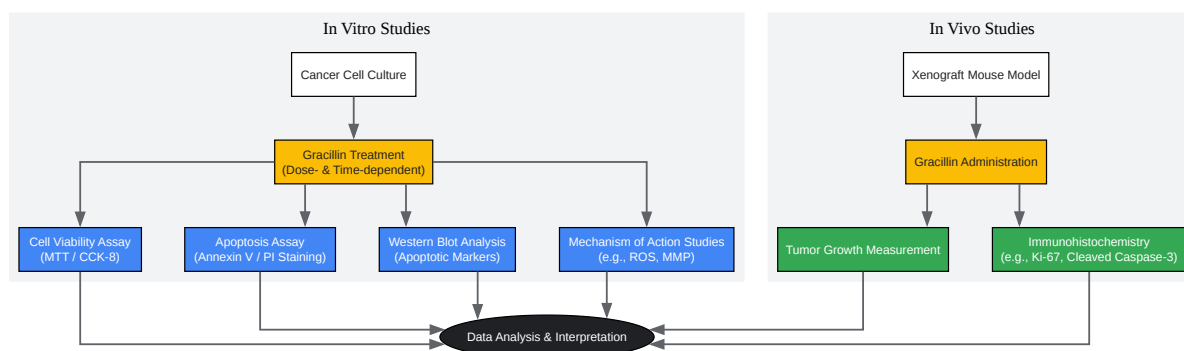 In Vitro Studies
Cancer Cell Culture
Gracillin Treatment
(Dose- & Time-dependent)
Cell Viability Assay
(MTT / CCK-8)
Apoptosis Assay
(Annexin V / PI Staining)
Western Blot Analysis
(Apoptotic Markers)
Mechanism of Action Studies
(e.g., ROS, MMP)
In Vivo Studies
Xenograft Mouse Model
Gracillin Administration
Tumor Growth Measurement
Immunohistochemistry
(e.g., Ki-67, Cleaved Caspase-3)
Data Analysis & Interpretation